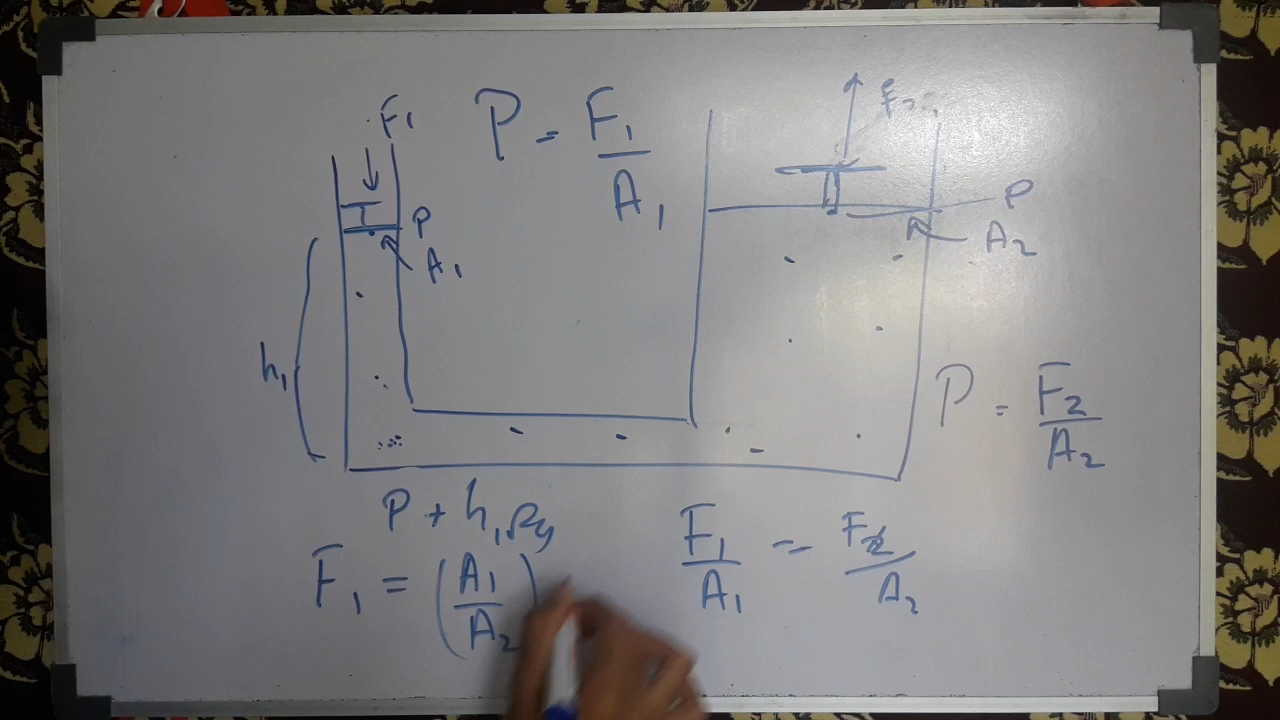 F₁
P = F₁/A₁
F₂
P
A₁
P
A₂
h₁
P = F₂/A₂
P + h₁ρg
F₁/A₁ = F₂/A₂
F₁ = (A₁/A₂)